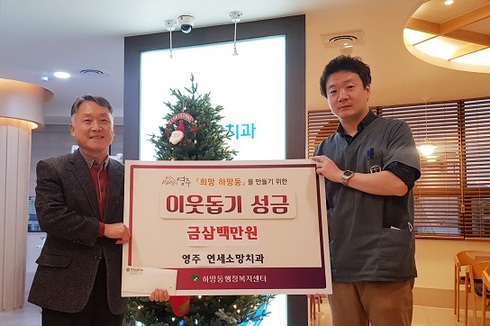 치과
영주 「희망 하망동」을 만들기 위한
이웃돕기 성금
금삼백만원
영주 연세소망치과
하망동행정복지센터